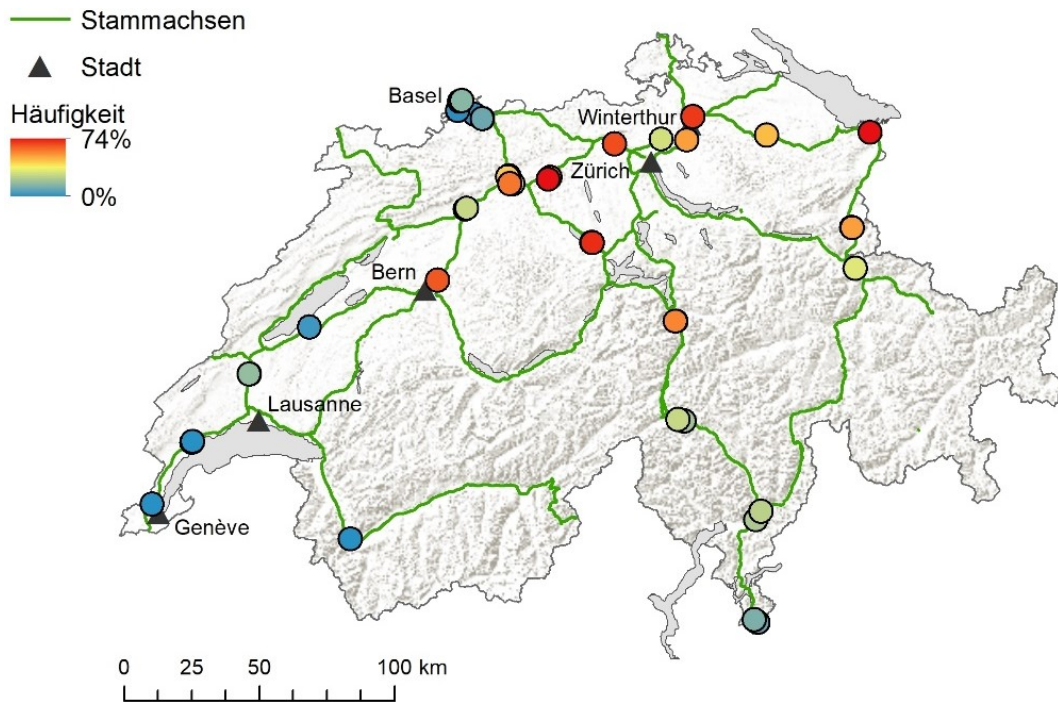 Stammachsen
Stadt
Häufigkeit
74%
0%
Basel
Winterthur
Zürich
Bern
Lausanne
Genève
0 25 50 100 km